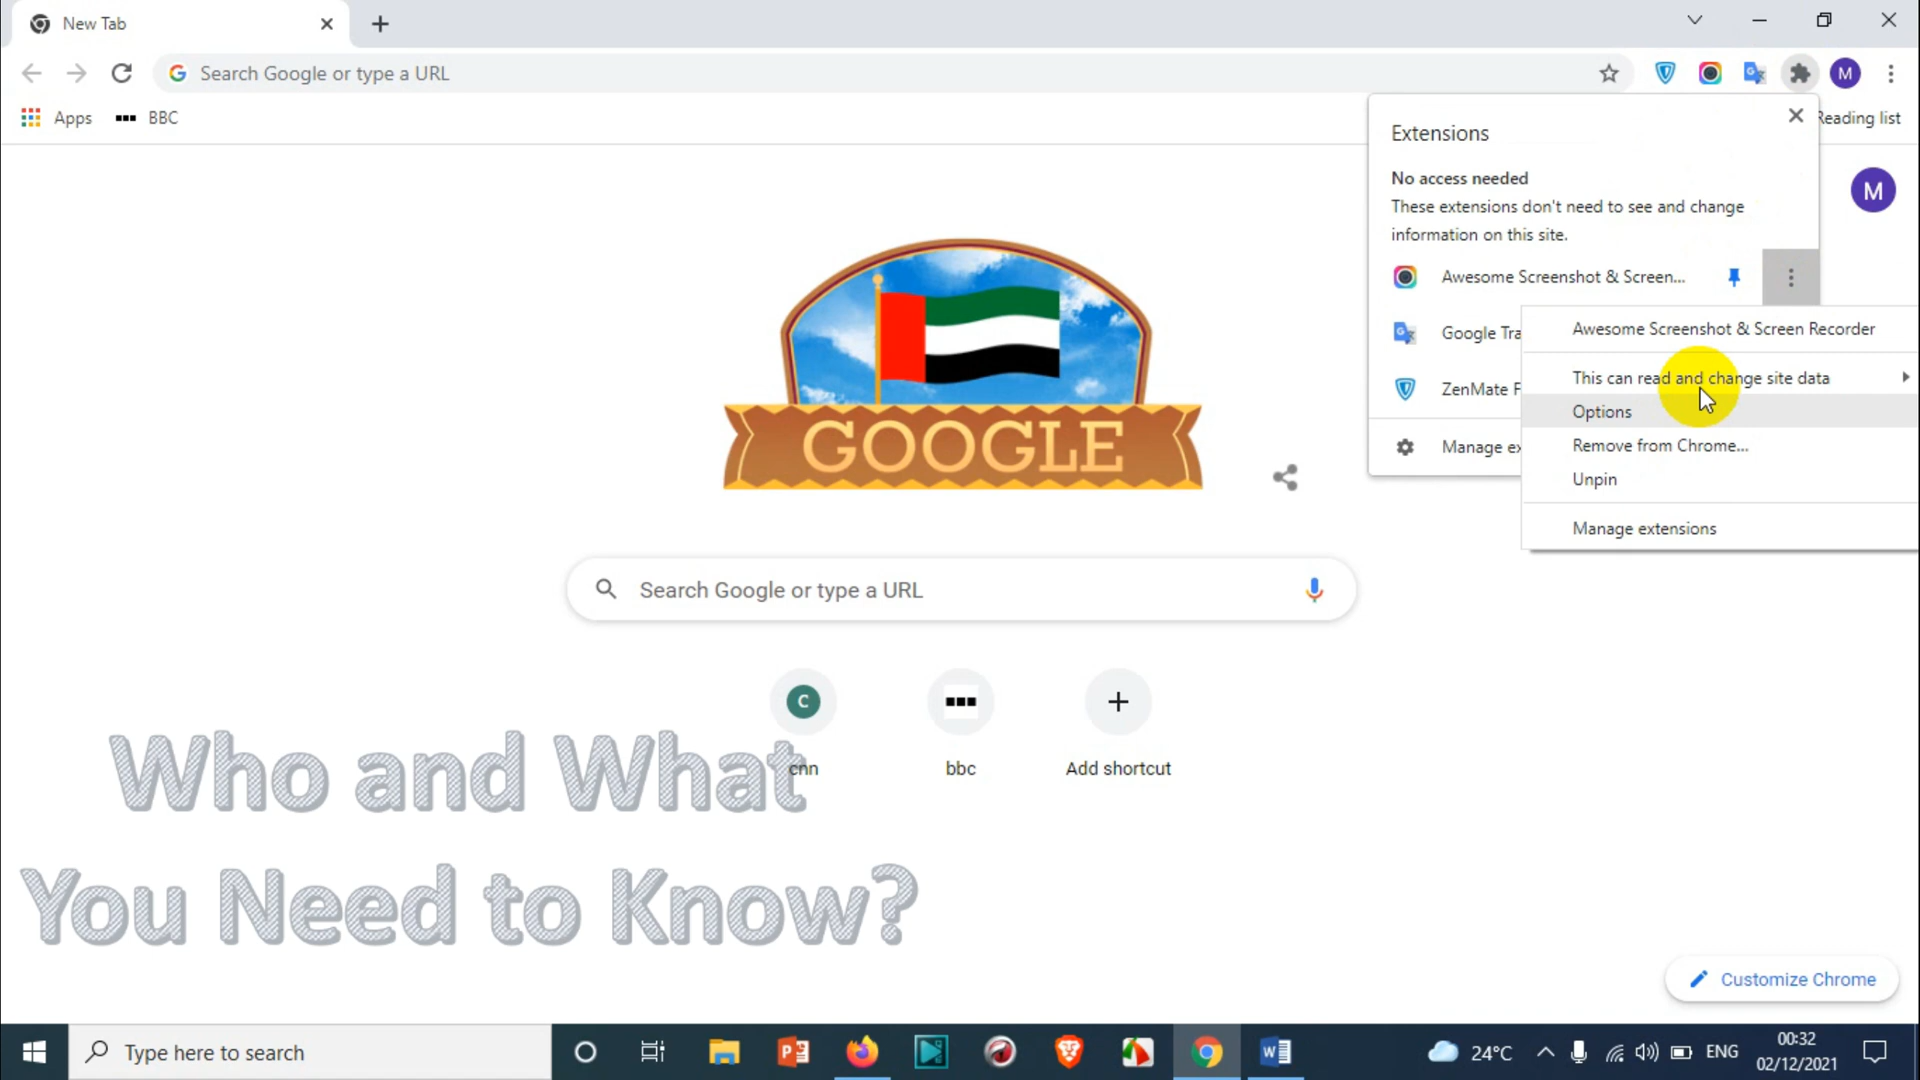 New Tab
Search Google or type a URL
M
Apps
BBC
Reading list
Extensions
No access needed
These extensions don't need to see and change
information on this site.
M
Awesome Screenshot & Screen...
Google Tra
ZenMate F
Manage ex
Awesome Screenshot & Screen Recorder
This can read and change site data
Options
Remove from Chrome...
Unpin
Manage extensions
GOOGLE
Search Google or type a URL
C
cnn
bbc
Add shortcut
Who and What
You Need to Know?
Customize Chrome
Type here to search
24°C
ENG
00:32
02/12/2021